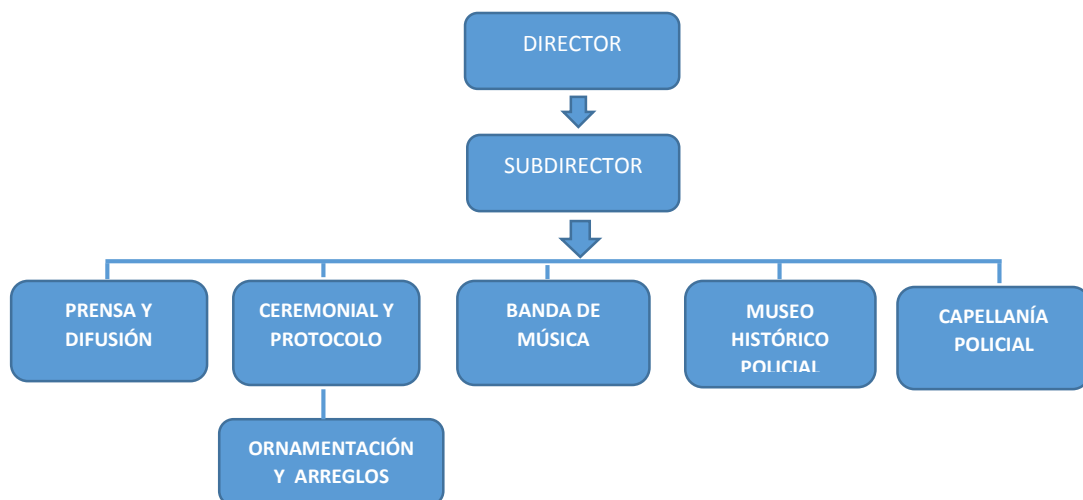 DIRECTOR
SUBDIRECTOR
PRENSA Y
DIFUSIÓN
CEREMONIAL Y
PROTOCOLO
BANDA DE
MÚSICA
MUSEO
HISTÓRICO
POLICIAL
CAPELLANÍA
POLICIAL
ORNAMENTACIÓN
Y ARREGLOS